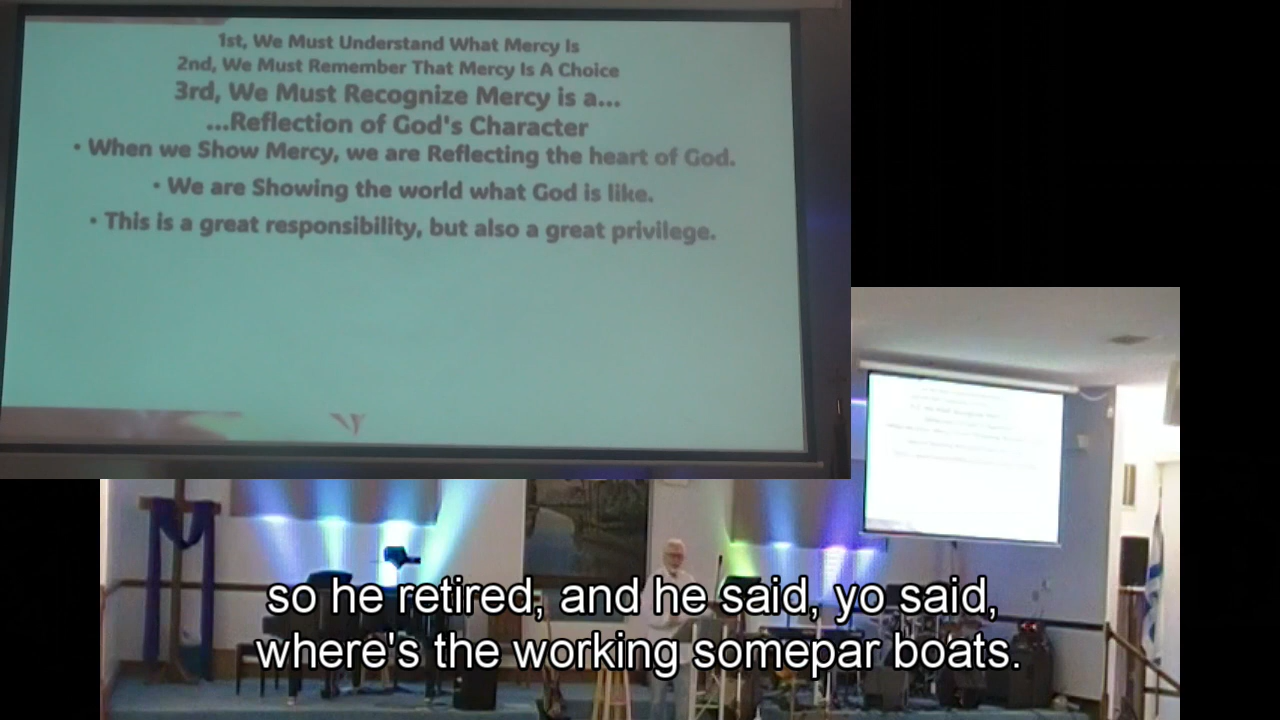 1st, We Must Understand What Mercy Is
2nd, We Must Remember That Mercy Is A Choice
3rd, We Must Recognize Mercy is a...
...Reflection of God's Character
• When we Show Mercy, we are Reflecting the heart of God.
• We are Showing the world what God is like.
• This is a great responsibility, but also a great privilege.
so he retired, and he said, yo said,
where's the working somepar boats.